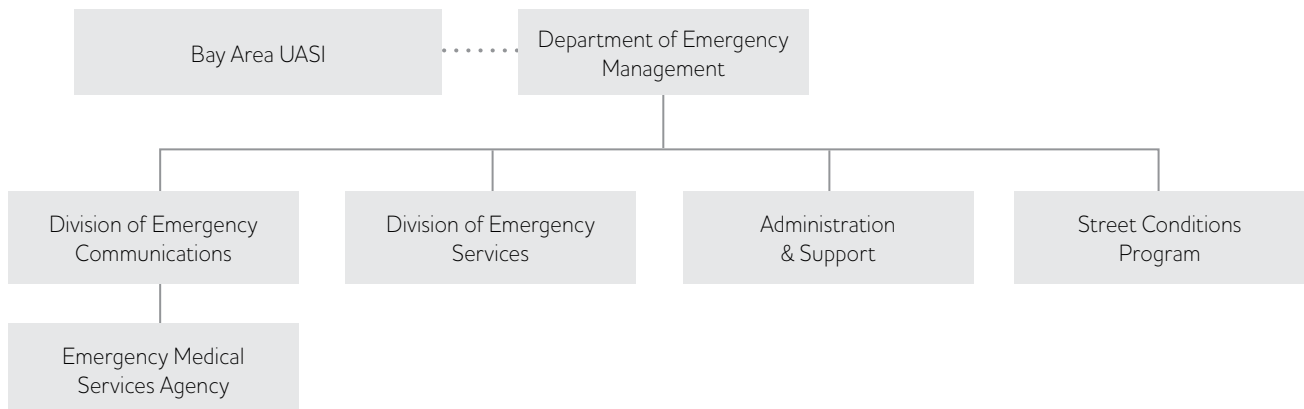 Bay Area UASI
Department of Emergency
Management
Division of Emergency
Communications
Division of Emergency
Services
Administration
& Support
Street Conditions
Program
Emergency Medical
Services Agency